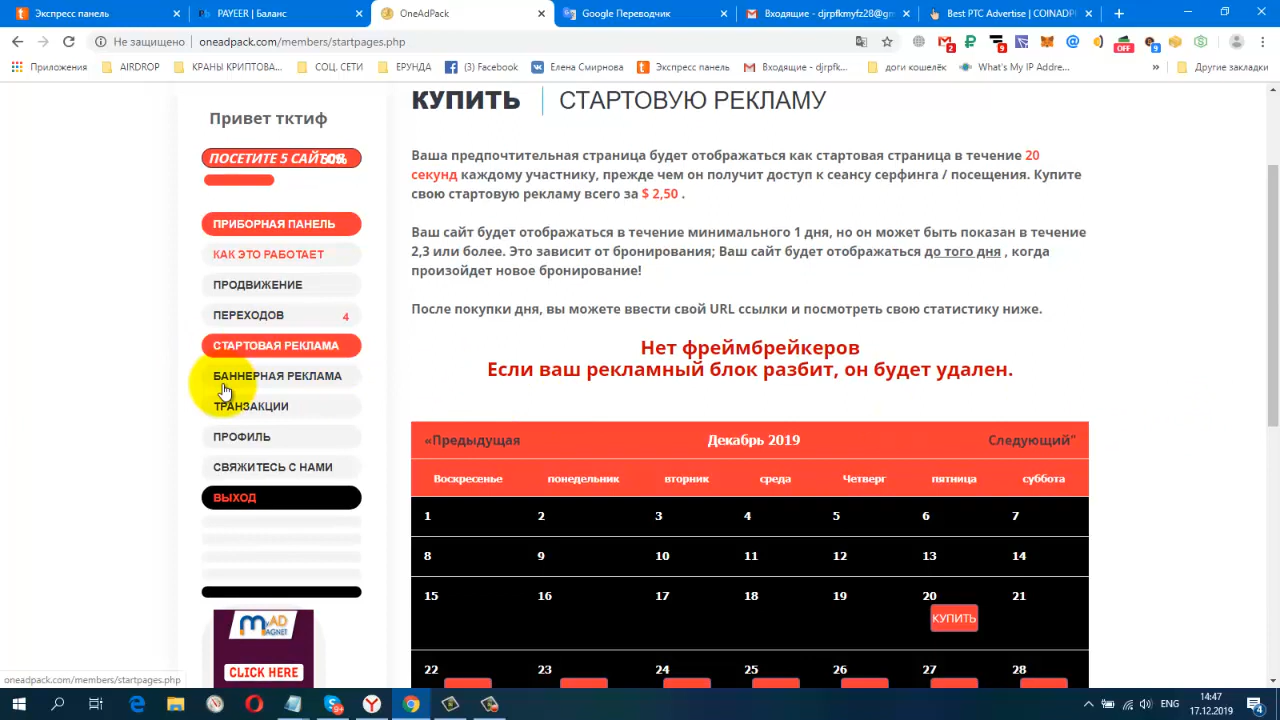 Экспресс панель
PAYEER | Баланс
OneAdPack
Google Переводчик
Входящие - djrpfkmyfz28@gm
Best PTC Advertise | COINADP
Не защищено
oneadpack.com/members/startpages.php
2
9
OFF
9
Приложения
AIRDROP
КРАНЫ КРИПТОВА...
СОЦ. СЕТИ
ЕРУНДА
(3) Facebook
Елена Смирнова
Экспресс панель
Входящие - djrpfk...
доги кошелёк
What's My IP Addre...
»
Другие закладки
Привет тктиф
ПОСЕТИТЕ 5 САЙТОВ
50%
ПРИБОРНАЯ ПАНЕЛЬ
КАК ЭТО РАБОТАЕТ
ПРОДВИЖЕНИЕ
ПЕРЕХОДОВ 4
СТАРТОВАЯ РЕКЛАМА
БАННЕРНАЯ РЕКЛАМА
ТРАНЗАКЦИИ
ПРОФИЛЬ
СВЯЖИТЕСЬ С НАМИ
ВЫХОД
CLICK HERE
КУПИТЬ СТАРТОВУЮ РЕКЛАМУ
Ваша предпочтительная страница будет отображаться как стартовая страница в течение 20
секунд каждому участнику, прежде чем он получит доступ к сеансу серфинга / посещения. Купите
свою стартовую рекламу всего за $ 2,50 .
Ваш сайт будет отображаться в течение минимального 1 дня, но он может быть показан в течение
2,3 или более. Это зависит от бронирования; Ваш сайт будет отображаться до того дня , когда
произойдет новое бронирование!
После покупки дня, вы можете ввести свой URL ссылки и посмотреть свою статистику ниже.
Нет фреймбрейкеров
Если ваш рекламный блок разбит, он будет удален.
«Предыдущая Декабрь 2019 Следующий"
Воскресенье понедельник вторник среда Четверг пятница суббота
1 2 3 4 5 6 7
8 9 10 11 12 13 14
15 16 17 18 19 20 21
КУПИТЬ
22 23 24 25 26 27 28
oneadpack.com/members/startpages.php
ENG
14:47
17.12.2019
4